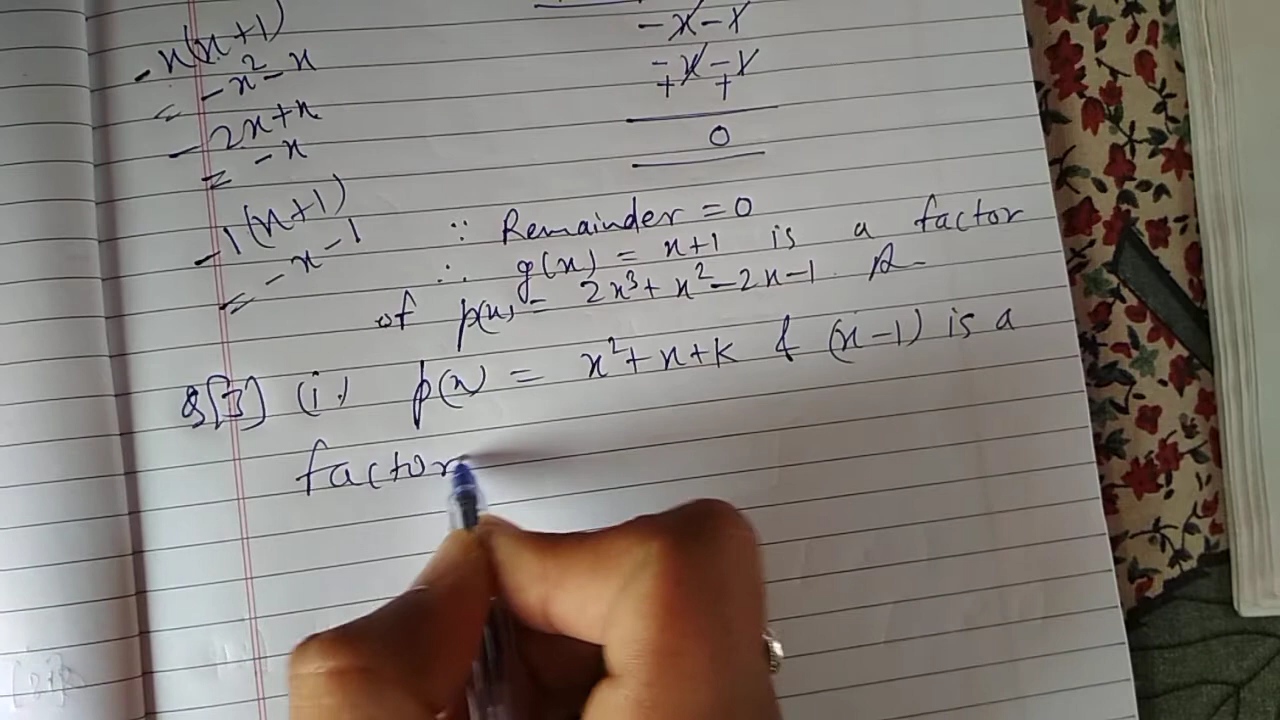 -x(x+1)
= -x²-x
-2x+x
= -x
-1(x+1)
= -x-1
-x-1
-x-1
+ +
0
∵ Remainder = 0
∴ g(x) = x+1 is a factor
of p(x) = 2x³+x²-2x-1.
Q[3] (i) p(x) = x²+x+k & (x-1) is a
factor